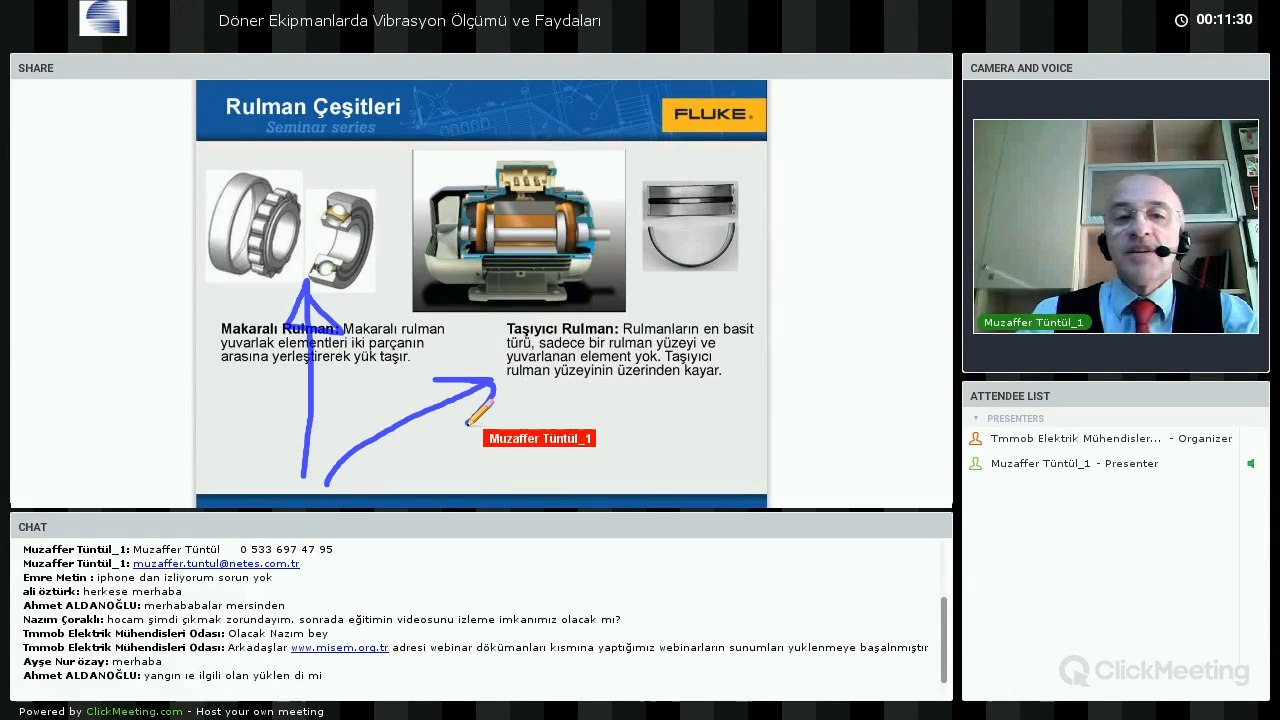 Döner Ekipmanlarda Vibrasyon Ölçümü ve Faydaları
00:11:30
SHARE
Rulman Çeşitleri
Seminar series
FLUKE®
Makaralı Rulman: Makaralı rulman
yuvarlak elementleri iki parçanın
arasına yerleştirerek yük taşır.
Taşıyıcı Rulman: Rulmanların en basit
türü, sadece bir rulman yüzeyi ve
yuvarlanan element yok. Taşıyıcı
rulman yüzeyinin üzerinden kayar.
Muzaffer Tüntül_1
CAMERA AND VOICE
Muzaffer Tüntül_1
ATTENDEE LIST
PRESENTERS
Tmmob Elektrik Mühendisler... - Organizer
Muzaffer Tüntül_1 - Presenter
CHAT
Muzaffer Tüntül_1: Muzaffer Tüntül 0 533 697 47 95
Muzaffer Tüntül_1: muzaffer.tuntul@netes.com.tr
Emre Metin : iphone dan izliyorum sorun yok
ali öztürk: herkese merhaba
Ahmet ALDANOĞLU: merhababalar mersinden
Nazım Çoraklı: hocam şimdi çıkmak zorundayım. sonrada eğitimin videosunu izleme imkanımız olacak mı?
Tmmob Elektrik Mühendisleri Odası: Olacak Nazım bey
Tmmob Elektrik Mühendisleri Odası: Arkadaşlar www.misem.org.tr adresi webinar dökümanları kısmına yaptığımız webinarların sunumları yuklenmeye başalnmıştır
Ayşe Nur özay: merhaba
Ahmet ALDANOĞLU: yangın ıe ilgili olan yüklen di mi
ClickMeeting
Powered by ClickMeeting.com - Host your own meeting